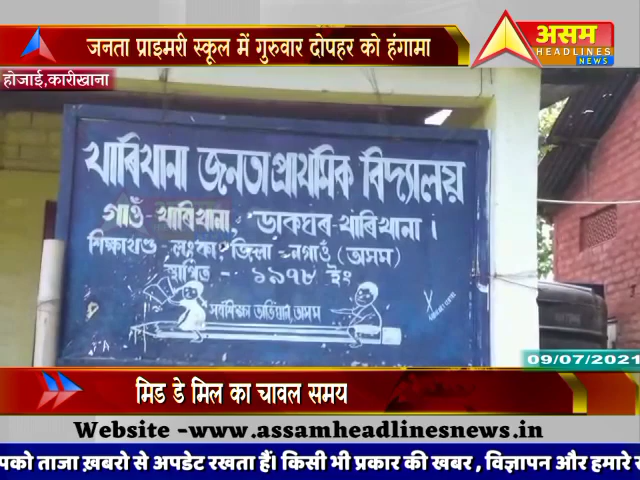 जनता प्राइमरी स्कूल में गुरुवार दोपहर को हंगामा
असम
HEADLINES
NEWS
होजाई,कारीखाना
খাৰিখানা জনতা প্ৰাথমিক বিদ্যালয়
গাওঁ-খাৰিখানা, ডাকঘৰ-খাৰিখানা।
শিক্ষাখণ্ড-লংকা, জিলা-নগাওঁ (অসম)
স্থাপিত - ১৯৭৮ ইং
সৰ্বশিক্ষা অভিযান, অসম
09/07/2021
मिड डे मिल का चावल समय
Website -www.assamheadlinesnews.in
पको ताजा ख़बरो से अपडेट रखता हैं। किसी भी प्रकार की खबर , विज्ञापन और हमारे